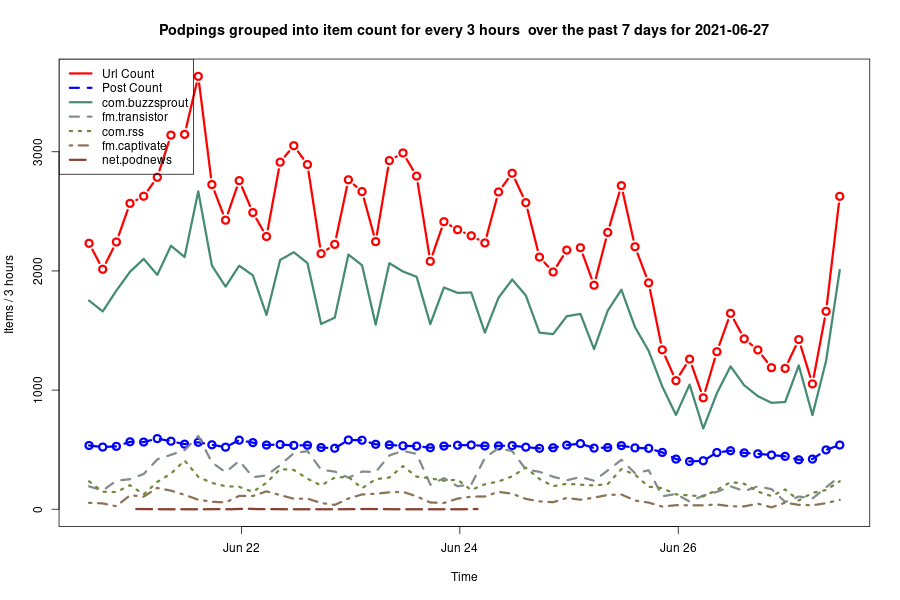 Podpings grouped into item count for every 3 hours  over the past 7 days for 2021-06-27
Url Count
Post Count
com.buzzsprout
fm.transistor
com.rss
fm.captivate
net.podnews
3000
2000
1000
0
Items / 3 hours
Jun 22
Jun 24
Jun 26
Time